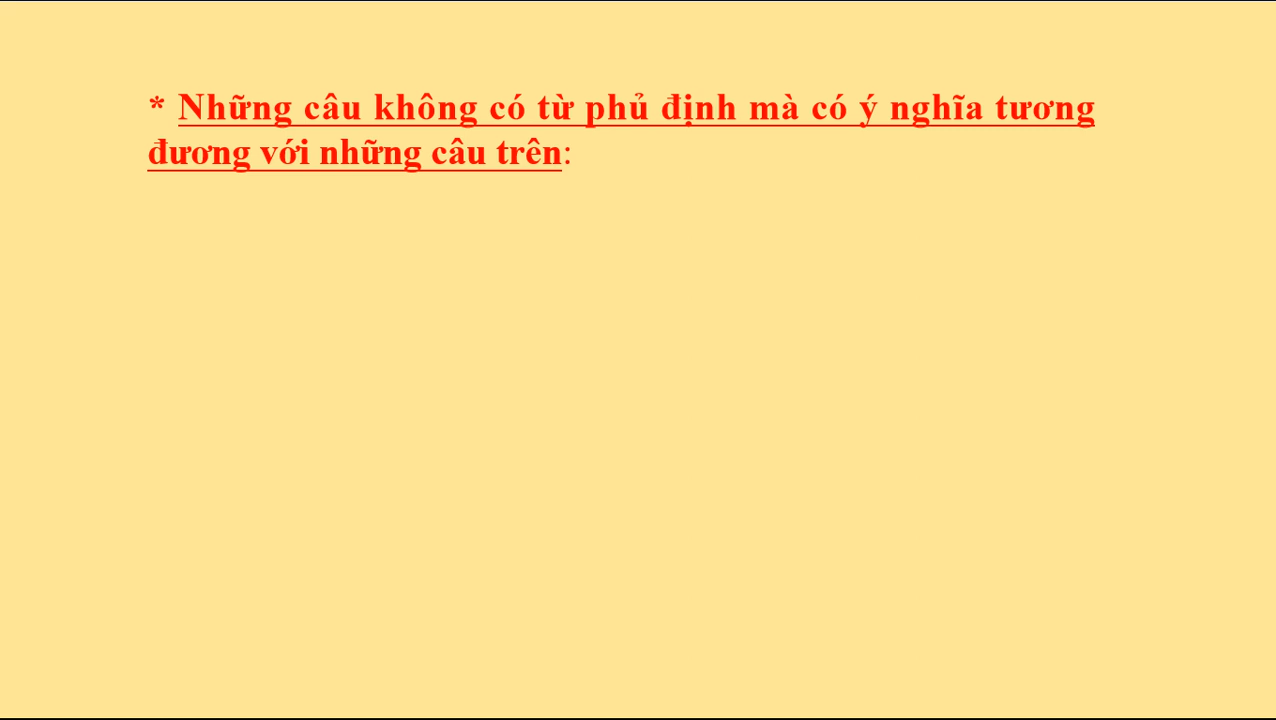 * Những câu không có từ phủ định mà có ý nghĩa tương
đương với những câu trên: